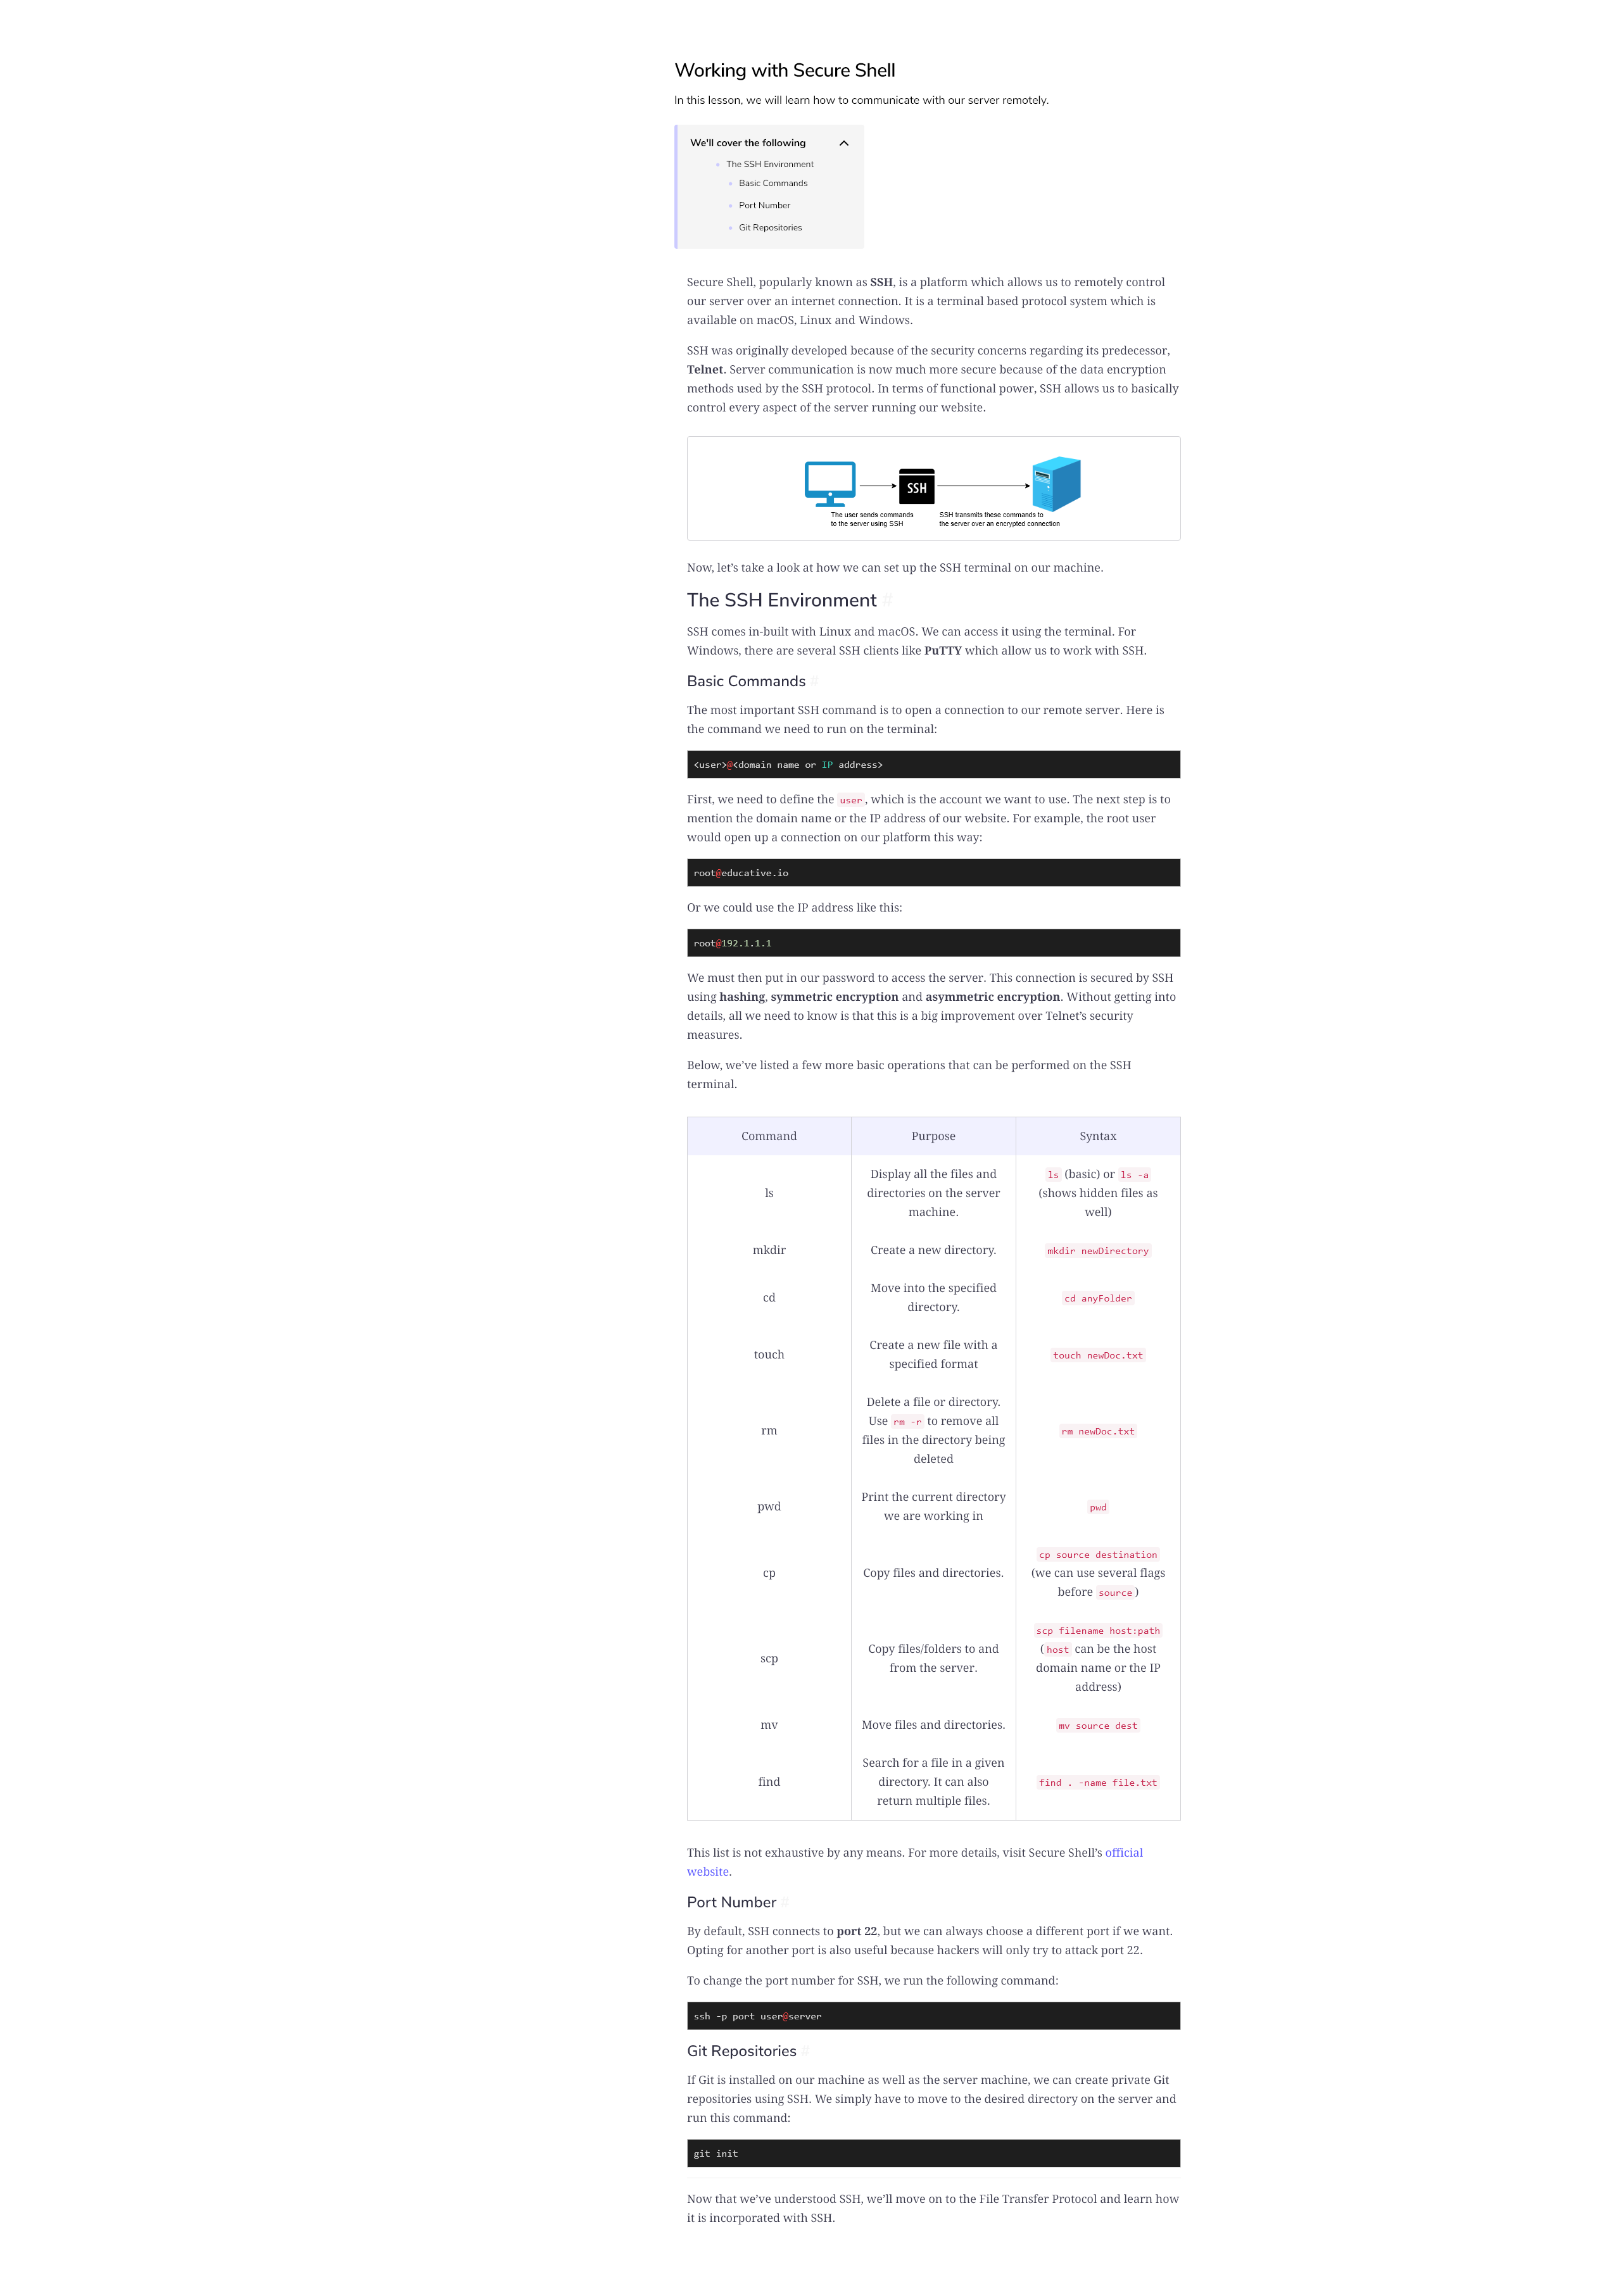 Working with Secure Shell
In this lesson, we will learn how to communicate with our server remotely.
We'll cover the following
The SSH Environment
Basic Commands
Port Number
Git Repositories
Secure Shell, popularly known as SSH, is a platform which allows us to remotely control
our server over an internet connection. It is a terminal based protocol system which is
available on macOS, Linux and Windows.
SSH was originally developed because of the security concerns regarding its predecessor,
Telnet. Server communication is now much more secure because of the data encryption
methods used by the SSH protocol. In terms of functional power, SSH allows us to basically
control every aspect of the server running our website.
SSH
The user sends commands
to the server using SSH
SSH transmits these commands to
the server over an encrypted connection
Now, let’s take a look at how we can set up the SSH terminal on our machine.
The SSH Environment #
SSH comes in-built with Linux and macOS. We can access it using the terminal. For
Windows, there are several SSH clients like PuTTY which allow us to work with SSH.
Basic Commands #
The most important SSH command is to open a connection to our remote server. Here is
the command we need to run on the terminal:
<user>@<domain name or IP address>
First, we need to define the user, which is the account we want to use. The next step is to
mention the domain name or the IP address of our website. For example, the root user
would open up a connection on our platform this way:
root@educative.io
Or we could use the IP address like this:
root@192.1.1.1
We must then put in our password to access the server. This connection is secured by SSH
using hashing, symmetric encryption and asymmetric encryption. Without getting into
details, all we need to know is that this is a big improvement over Telnet’s security
measures.
Below, we’ve listed a few more basic operations that can be performed on the SSH
terminal.
Command Purpose Syntax
ls
Display all the files and
directories on the server
machine.
ls (basic) or ls -a
(shows hidden files as
well)
mkdir
Create a new directory.
mkdir newDirectory
cd
Move into the specified
directory.
cd anyFolder
touch
Create a new file with a
specified format
touch newDoc.txt
rm
Delete a file or directory.
Use rm -r to remove all
files in the directory being
deleted
rm newDoc.txt
pwd
Print the current directory
we are working in
pwd
cp
Copy files and directories.
cp source destination
(we can use several flags
before source)
scp
Copy files/folders to and
from the server.
scp filename host:path
(host can be the host
domain name or the IP
address)
mv
Move files and directories.
mv source dest
find
Search for a file in a given
directory. It can also
return multiple files.
find . -name file.txt
This list is not exhaustive by any means. For more details, visit Secure Shell’s official
website.
Port Number #
By default, SSH connects to port 22, but we can always choose a different port if we want.
Opting for another port is also useful because hackers will only try to attack port 22.
To change the port number for SSH, we run the following command:
ssh -p port user@server
Git Repositories #
If Git is installed on our machine as well as the server machine, we can create private Git
repositories using SSH. We simply have to move to the desired directory on the server and
run this command:
git init
Now that we’ve understood SSH, we’ll move on to the File Transfer Protocol and learn how
it is incorporated with SSH.